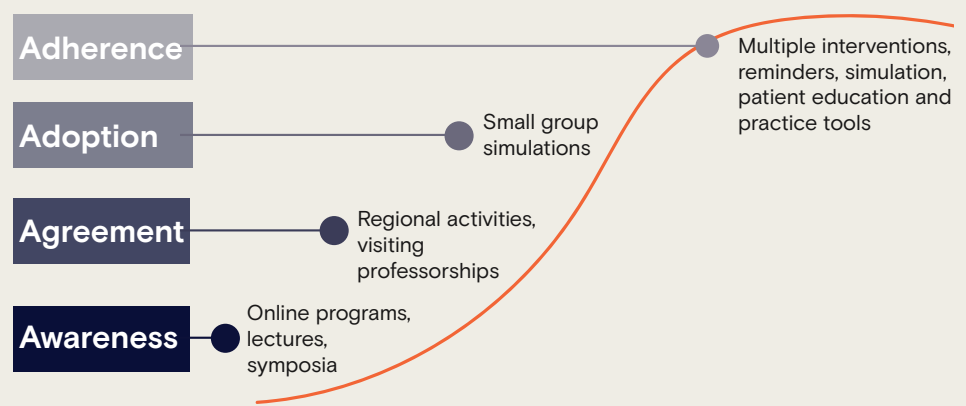 Adherence
Multiple interventions,
reminders, simulation,
patient education and
practice tools
Adoption
Small group
simulations
Agreement
Regional activities,
visiting
professorships
Awareness
Online programs,
lectures,
symposia